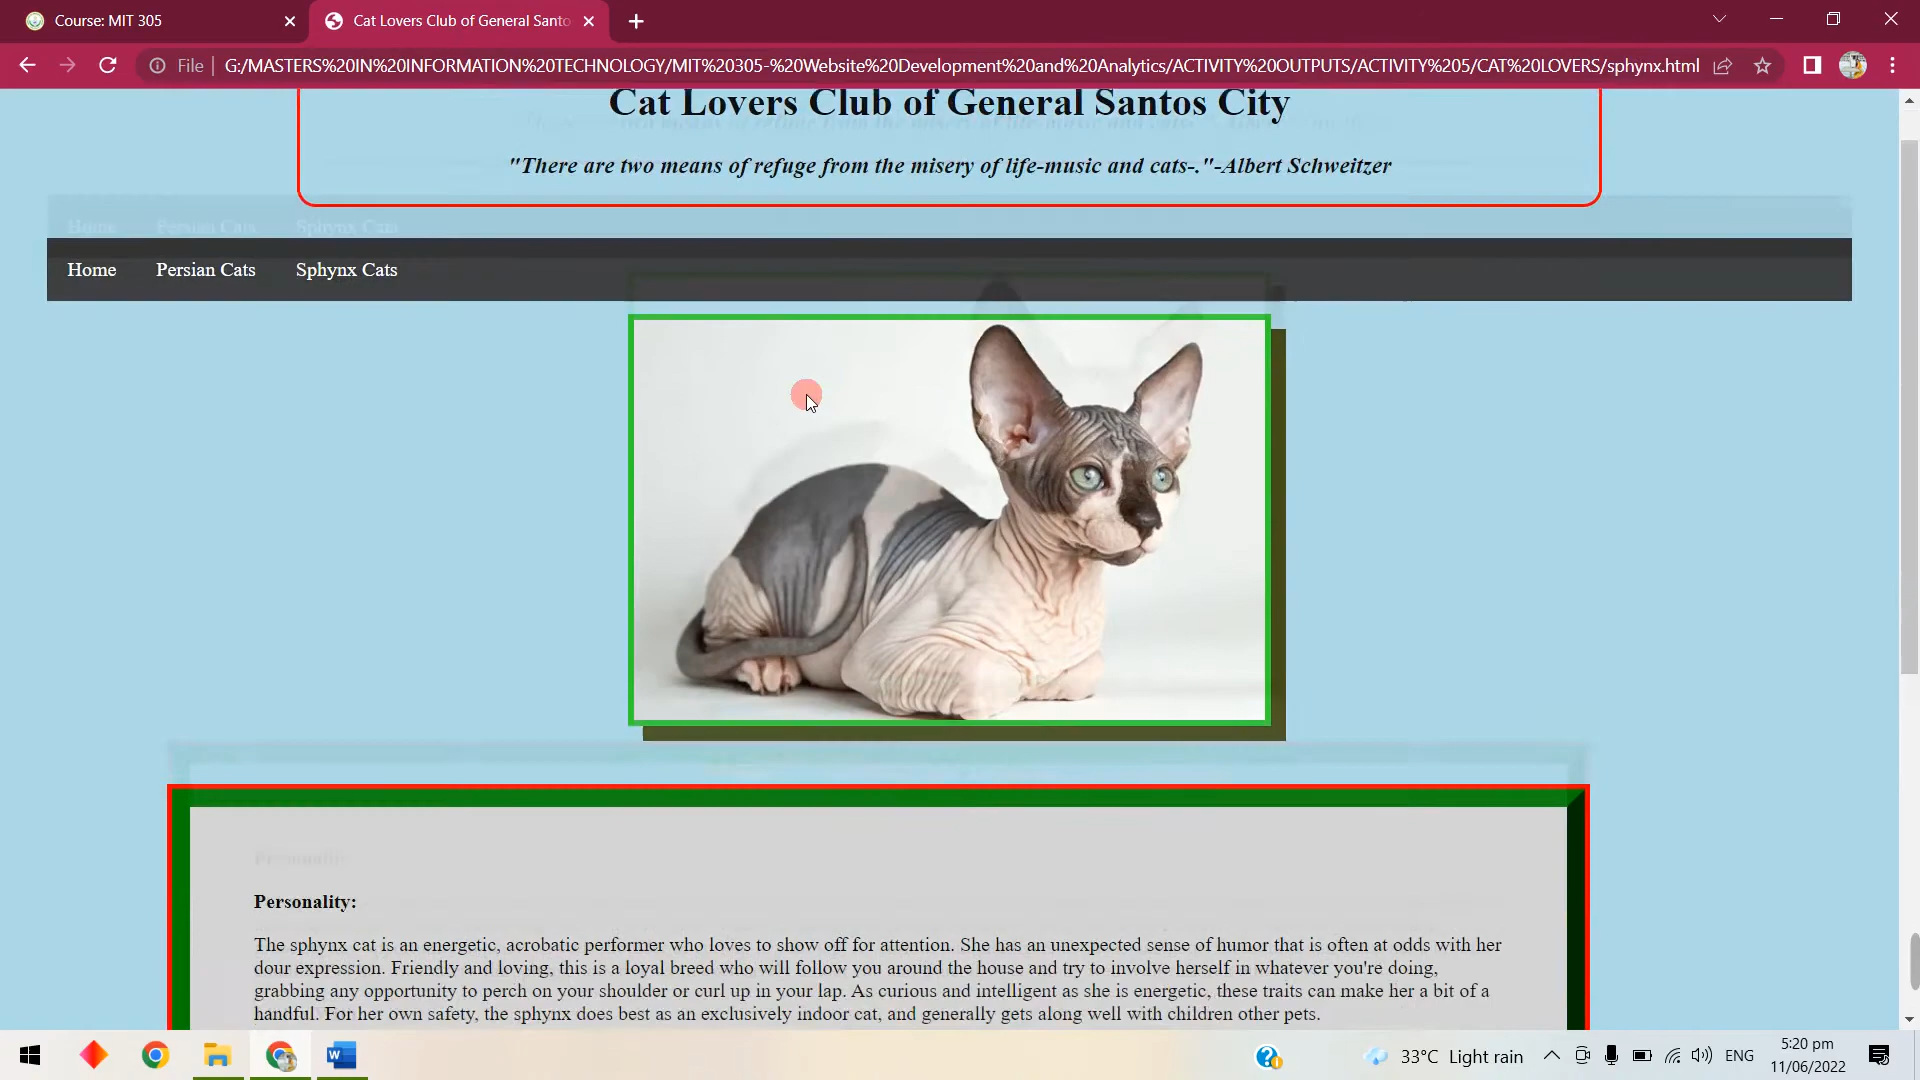 Course: MIT 305
Cat Lovers Club of General Santo
File
G:/MASTERS%20IN%20INFORMATION%20TECHNOLOGY/MIT%20305-%20Website%20Development%20and%20Analytics/ACTIVITY%20OUTPUTS/ACTIVITY%205/CAT%20LOVERS/sphynx.html
Cat Lovers Club of General Santos City
"There are two means of refuge from the misery of life-music and cats-."-Albert Schweitzer
Home Persian Cats Sphynx Cats
Personality:
The sphynx cat is an energetic, acrobatic performer who loves to show off for attention. She has an unexpected sense of humor that is often at odds with her
dour expression. Friendly and loving, this is a loyal breed who will follow you around the house and try to involve herself in whatever you're doing,
grabbing any opportunity to perch on your shoulder or curl up in your lap. As curious and intelligent as she is energetic, these traits can make her a bit of a
handful. For her own safety, the sphynx does best as an exclusively indoor cat, and generally gets along well with children other pets.
33°C Light rain
ENG
5:20 pm
11/06/2022